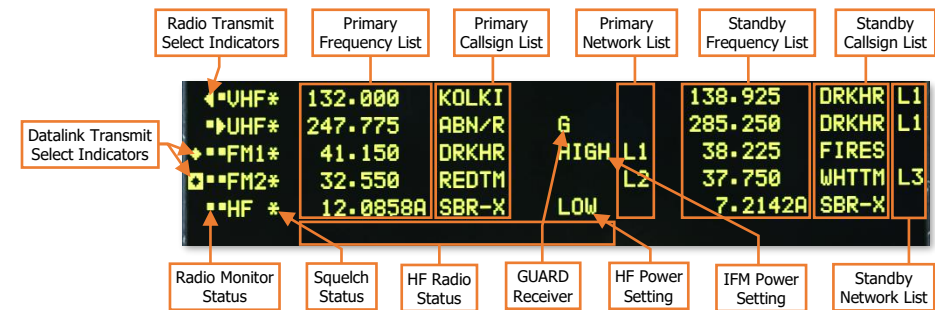 Radio Transmit
Select Indicators
Primary
Frequency List
Primary
Callsign List
Primary
Network List
Standby
Frequency List
Standby
Callsign List
Datalink Transmit
Select Indicators
VHF* 132.000 KOLKI 138.925 DRKHR L1
UHF* 247.775 ABN/R G 285.250 DRKHR L1
FM1* 41.150 DRKHR HIGH L1 38.225 FIRES
FM2* 32.550 REDTM L2 37.750 WHTTM L3
HF * 12.0858A SBR-X LOW 7.2142A SBR-X
Radio Monitor
Status
Squelch
Status
HF Radio
Status
GUARD
Receiver
HF Power
Setting
IFM Power
Setting
Standby
Network List